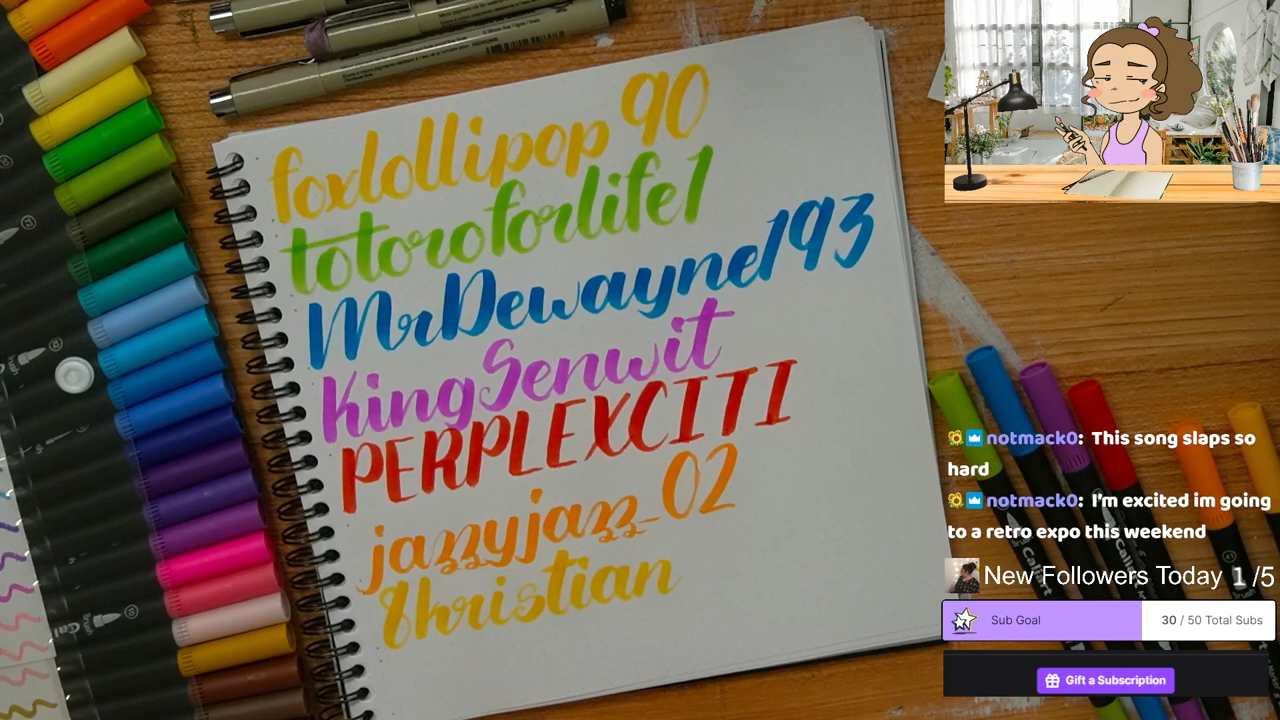 foxlollipop90
totoroforlife1
MrDewayne193
KingSenwit
PERPLEXCITI
jazzyjazz_02
8hristian
notmack0: This song slaps so
hard
notmack0: I'm excited im going
to a retro expo this weekend
New Followers Today 1 /5
Sub Goal 30 / 50 Total Subs
Gift a Subscription